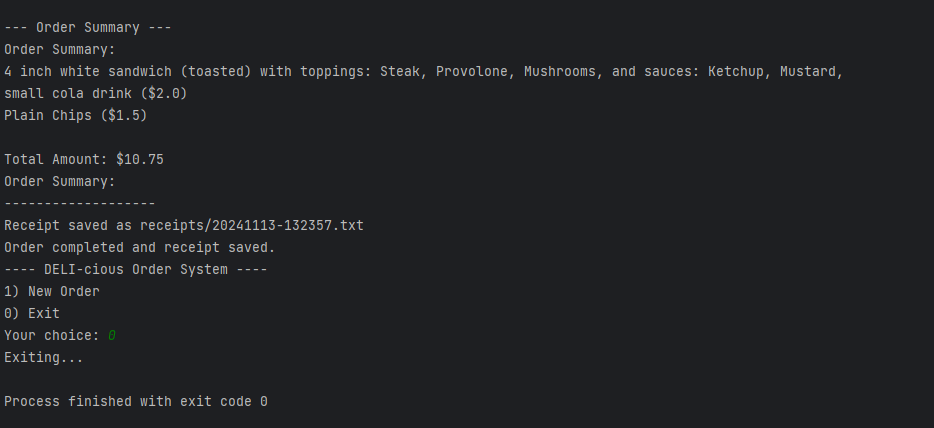 --- Order Summary ---
Order Summary:
4 inch white sandwich (toasted) with toppings: Steak, Provolone, Mushrooms, and sauces: Ketchup, Mustard,
small cola drink ($2.0)
Plain Chips ($1.5)
Total Amount: $10.75
Order Summary:
-------------------
Receipt saved as receipts/20241113-132357.txt
Order completed and receipt saved.
---- DELI-cious Order System ----
1) New Order
0) Exit
Your choice: 0
Exiting...
Process finished with exit code 0